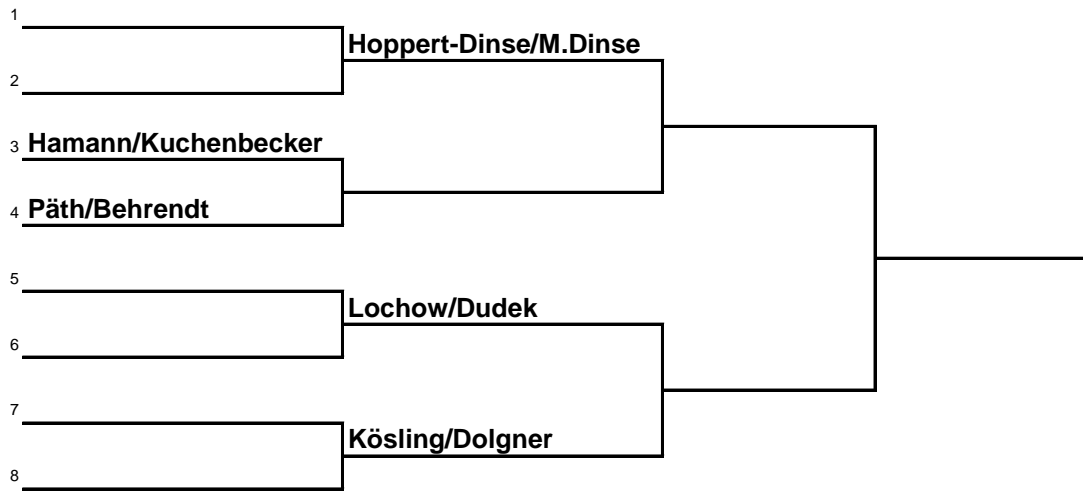 1
Hoppert-Dinse/M.Dinse
2
3 Hamann/Kuchenbecker
4 Päth/Behrendt
5
Lochow/Dudek
6
7
Kösling/Dolgner
8